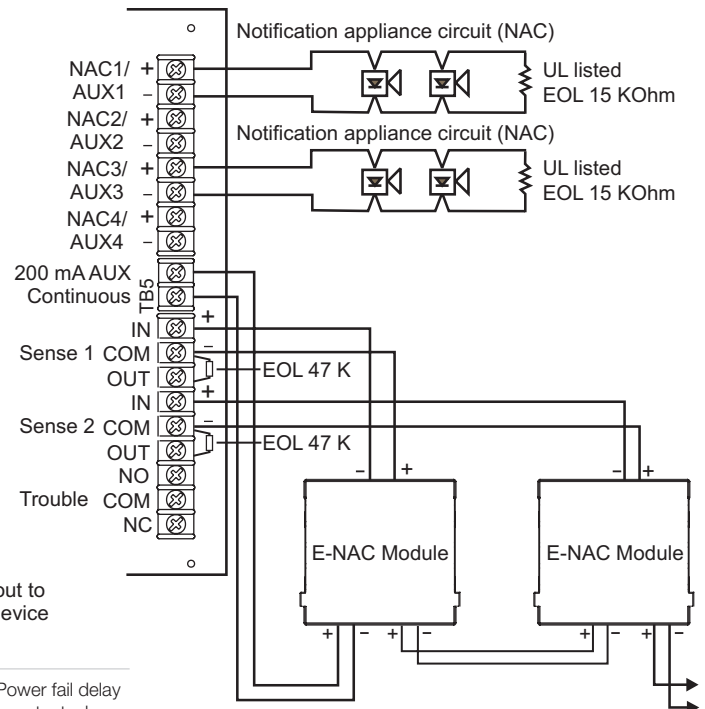 Notification appliance circuit (NAC)
NAC1/ +
AUX1 –
UL listed
EOL 15 KOhm
NAC2/ +
AUX2 –
Notification appliance circuit (NAC)
NAC3/ +
AUX3 –
UL listed
EOL 15 KOhm
NAC4/ +
AUX4 –
200 mA AUX
Continuous
TB5
IN +
Sense 1 COM –
OUT
EOL 47 K
IN +
Sense 2 COM –
OUT
EOL 47 K
NO
Trouble COM
NC
– +
– +
E-NAC Module
E-NAC Module
+ – + –
+ – + –
out to
evice
Power fail delay